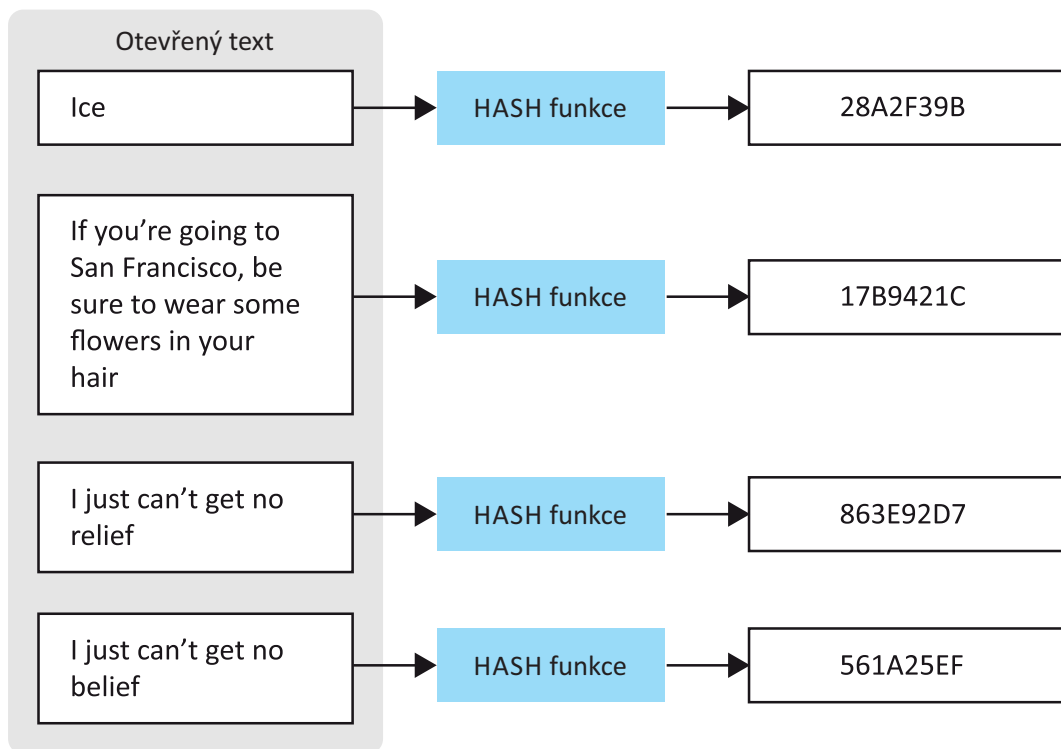 Otevřený text
Ice
HASH funkce
28A2F39B
If you’re going to
San Francisco, be
sure to wear some
flowers in your
hair
HASH funkce
17B9421C
I just can’t get no
relief
HASH funkce
863E92D7
I just can’t get no
belief
HASH funkce
561A25EF